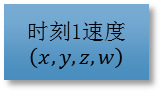 时刻1速度
(x, y, z, w)